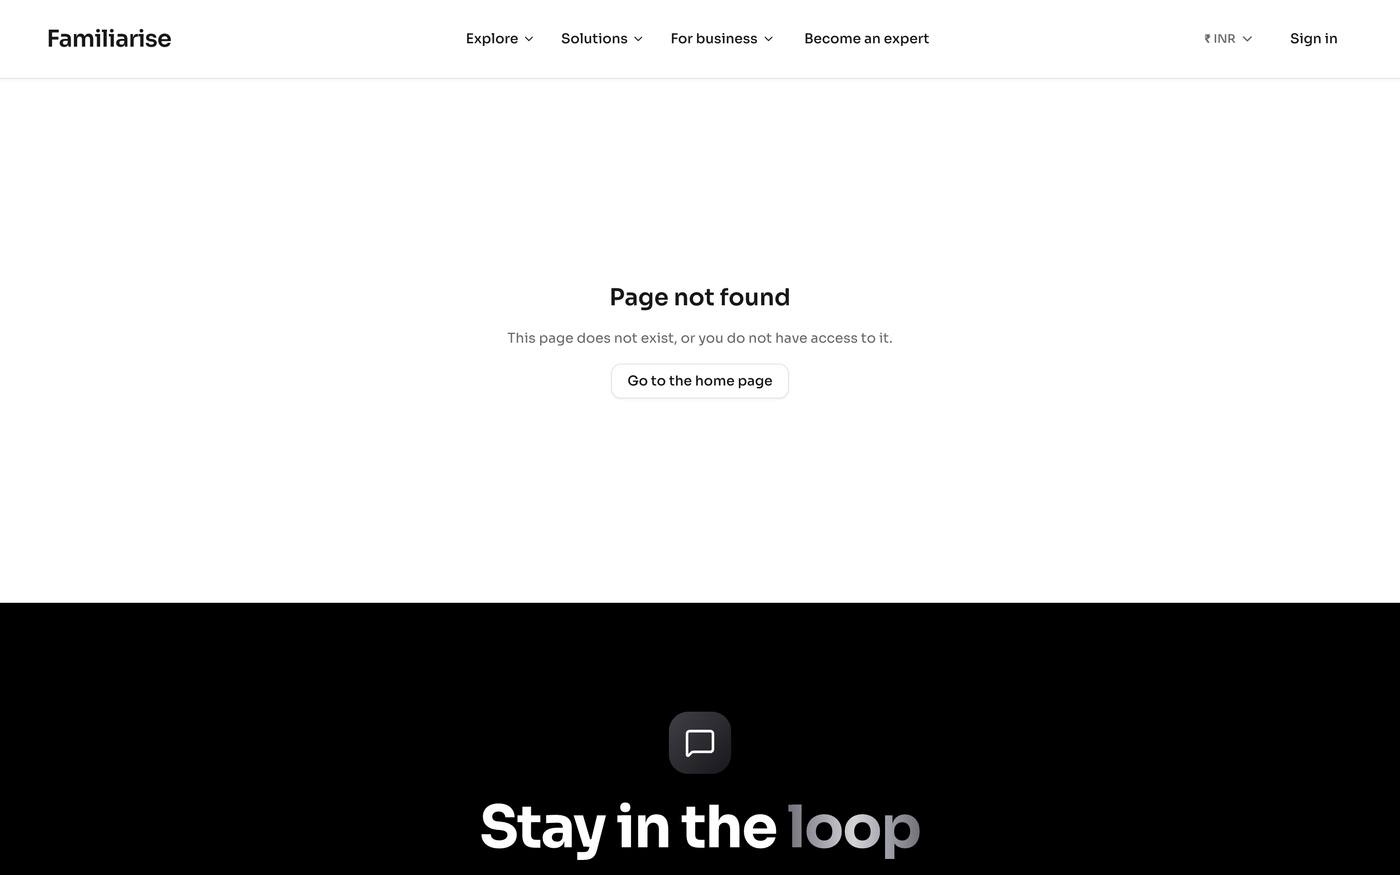 Familiarise
Explore
Solutions
For business
Become an expert
₹ INR
Sign in
Page not found
This page does not exist, or you do not have access to it.
Go to the home page
Stay in the loop